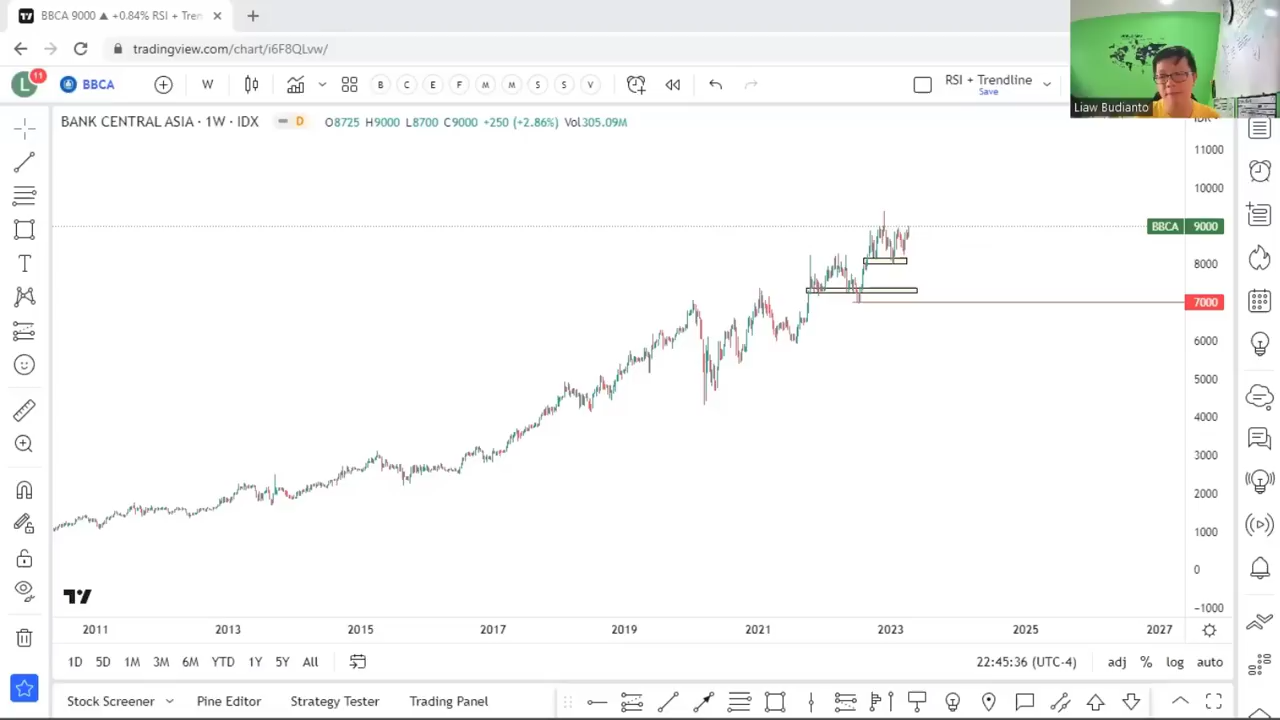 BBCA 9000 ▲ +0.84% RSI + Tren
tradingview.com/chart/i6F8QLvw/
L 11 BBCA W B C E F M M S S V RSI + Trendline
Save
Liaw Budianto
BANK CENTRAL ASIA · 1W · IDX D O8725 H9000 L8700 C9000 +250 (+2.86%) Vol.305.09M
11000
10000
BBCA 9000
8000
7000
6000
5000
4000
3000
2000
1000
0
−1000
2011 2013 2015 2017 2019 2021 2023 2025 2027
1D 5D 1M 3M 6M YTD 1Y 5Y All 22:45:36 (UTC-4) adj % log auto
Stock Screener Pine Editor Strategy Tester Trading Panel